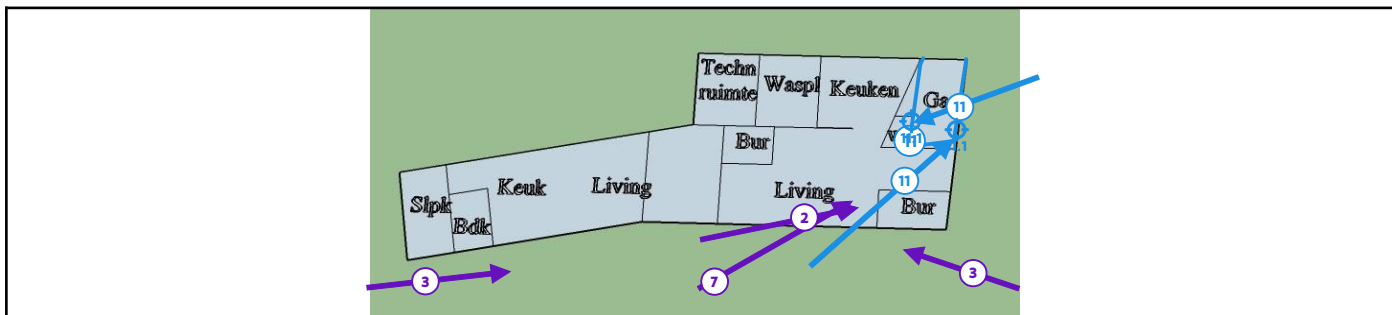 Techn
ruimte
Waspl
Keuken
Ga
11
W
11
Bur
11
Slpk
Keuk
Living
Living
Bdk
Bur
2
3
7
3